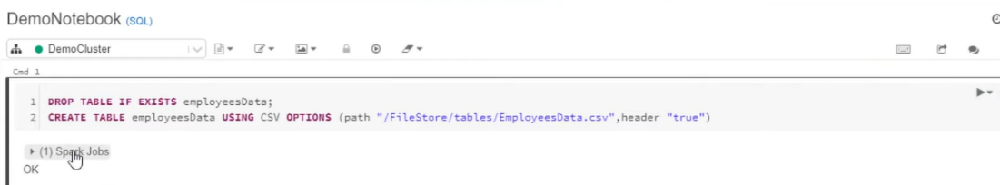 DemoNotebook (SQL)
DemoCluster
Cmd 1
1 DROP TABLE IF EXISTS employeesData;
2 CREATE TABLE employeesData USING CSV OPTIONS (path "/FileStore/tables/EmployeesData.csv",header "true")
(1) Spark Jobs
OK